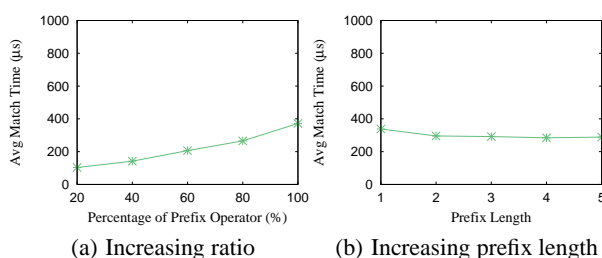 1000
800
600
400
200
0
20 40 60 80 100
Avg Match Time (μs)
Percentage of Prefix Operator (%)
(a) Increasing ratio
1000
800
600
400
200
0
1 2 3 4 5
Avg Match Time (μs)
Prefix Length
(b) Increasing prefix length